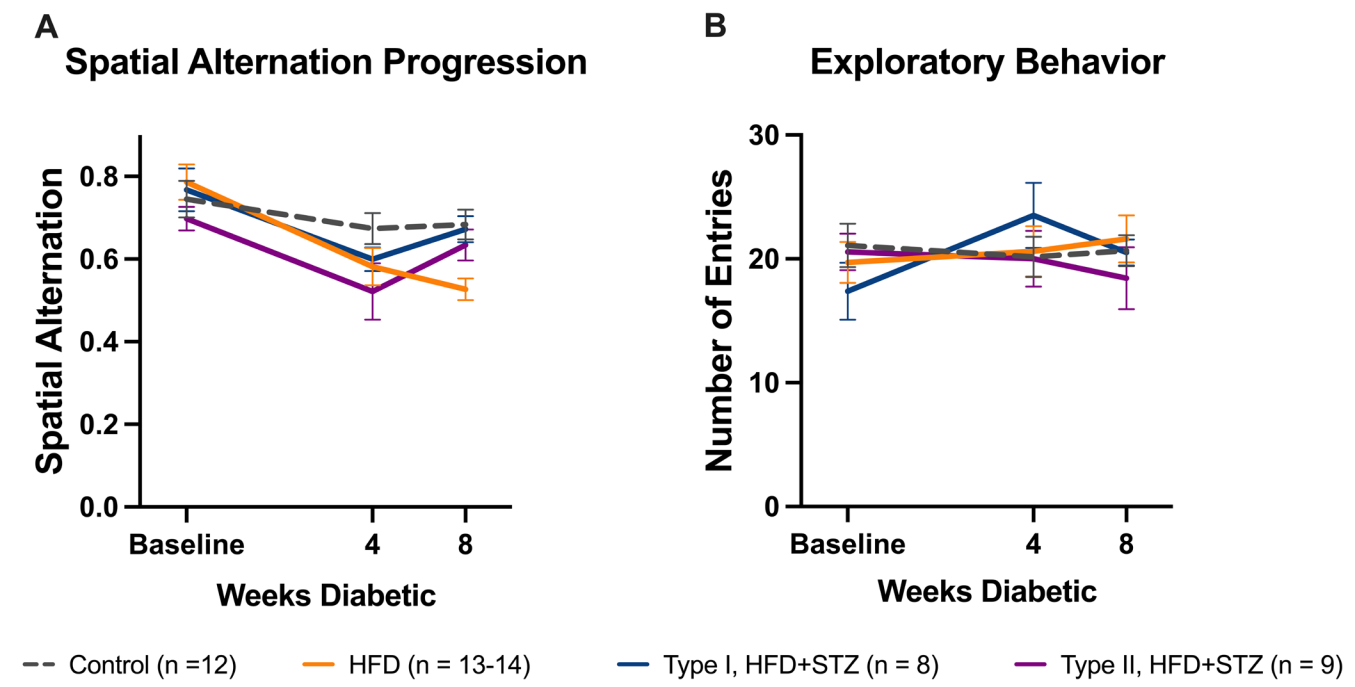 A
Spatial Alternation Progression
Spatial Alternation
0.8
0.6
0.4
0.2
0.0
Baseline 4 8
Weeks Diabetic
B
Exploratory Behavior
Number of Entries
30
20
10
0
Baseline 4 8
Weeks Diabetic
Control (n =12) HFD (n = 13-14) Type I, HFD+STZ (n = 8) Type II, HFD+STZ (n = 9)